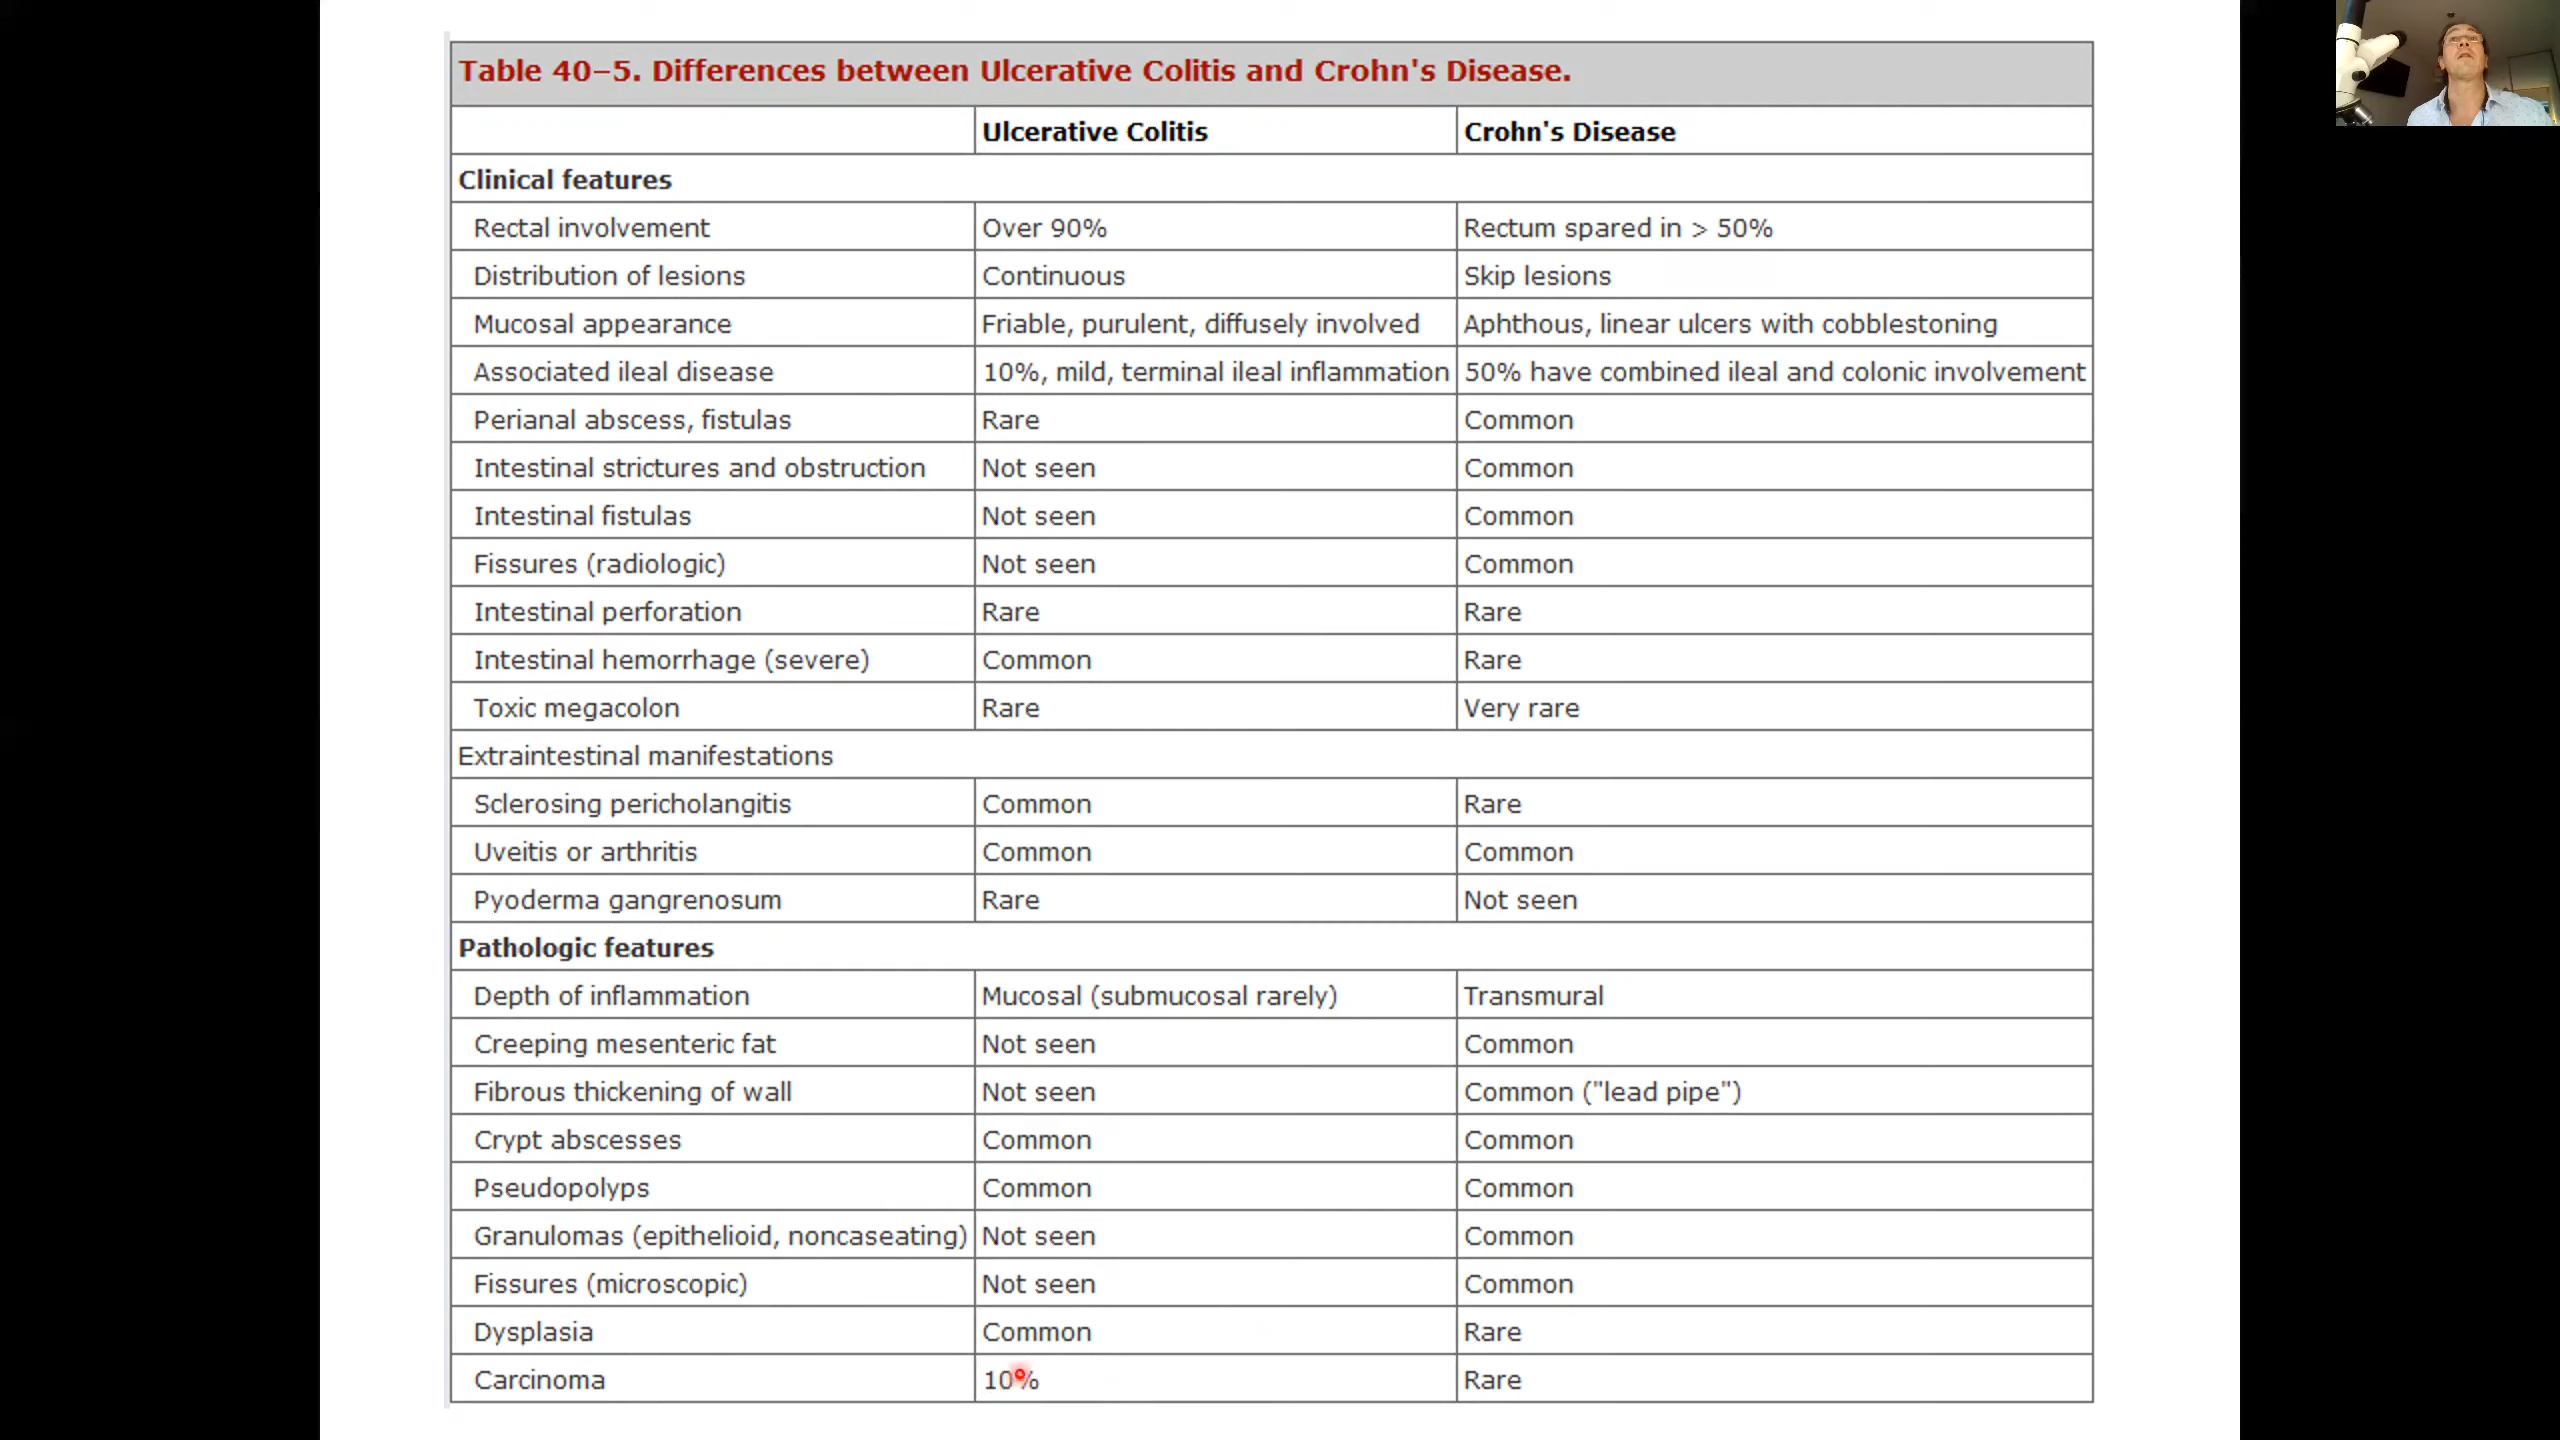 Table 40–5. Differences between Ulcerative Colitis and Crohn's Disease.
Ulcerative Colitis Crohn's Disease
Clinical features
Rectal involvement Over 90% Rectum spared in > 50%
Distribution of lesions Continuous Skip lesions
Mucosal appearance Friable, purulent, diffusely involved Aphthous, linear ulcers with cobblestoning
Associated ileal disease 10%, mild, terminal ileal inflammation 50% have combined ileal and colonic involvement
Perianal abscess, fistulas Rare Common
Intestinal strictures and obstruction Not seen Common
Intestinal fistulas Not seen Common
Fissures (radiologic) Not seen Common
Intestinal perforation Rare Rare
Intestinal hemorrhage (severe) Common Rare
Toxic megacolon Rare Very rare
Extraintestinal manifestations
Sclerosing pericholangitis Common Rare
Uveitis or arthritis Common Common
Pyoderma gangrenosum Rare Not seen
Pathologic features
Depth of inflammation Mucosal (submucosal rarely) Transmural
Creeping mesenteric fat Not seen Common
Fibrous thickening of wall Not seen Common ("lead pipe")
Crypt abscesses Common Common
Pseudopolyps Common Common
Granulomas (epithelioid, noncaseating) Not seen Common
Fissures (microscopic) Not seen Common
Dysplasia Common Rare
Carcinoma 10% Rare